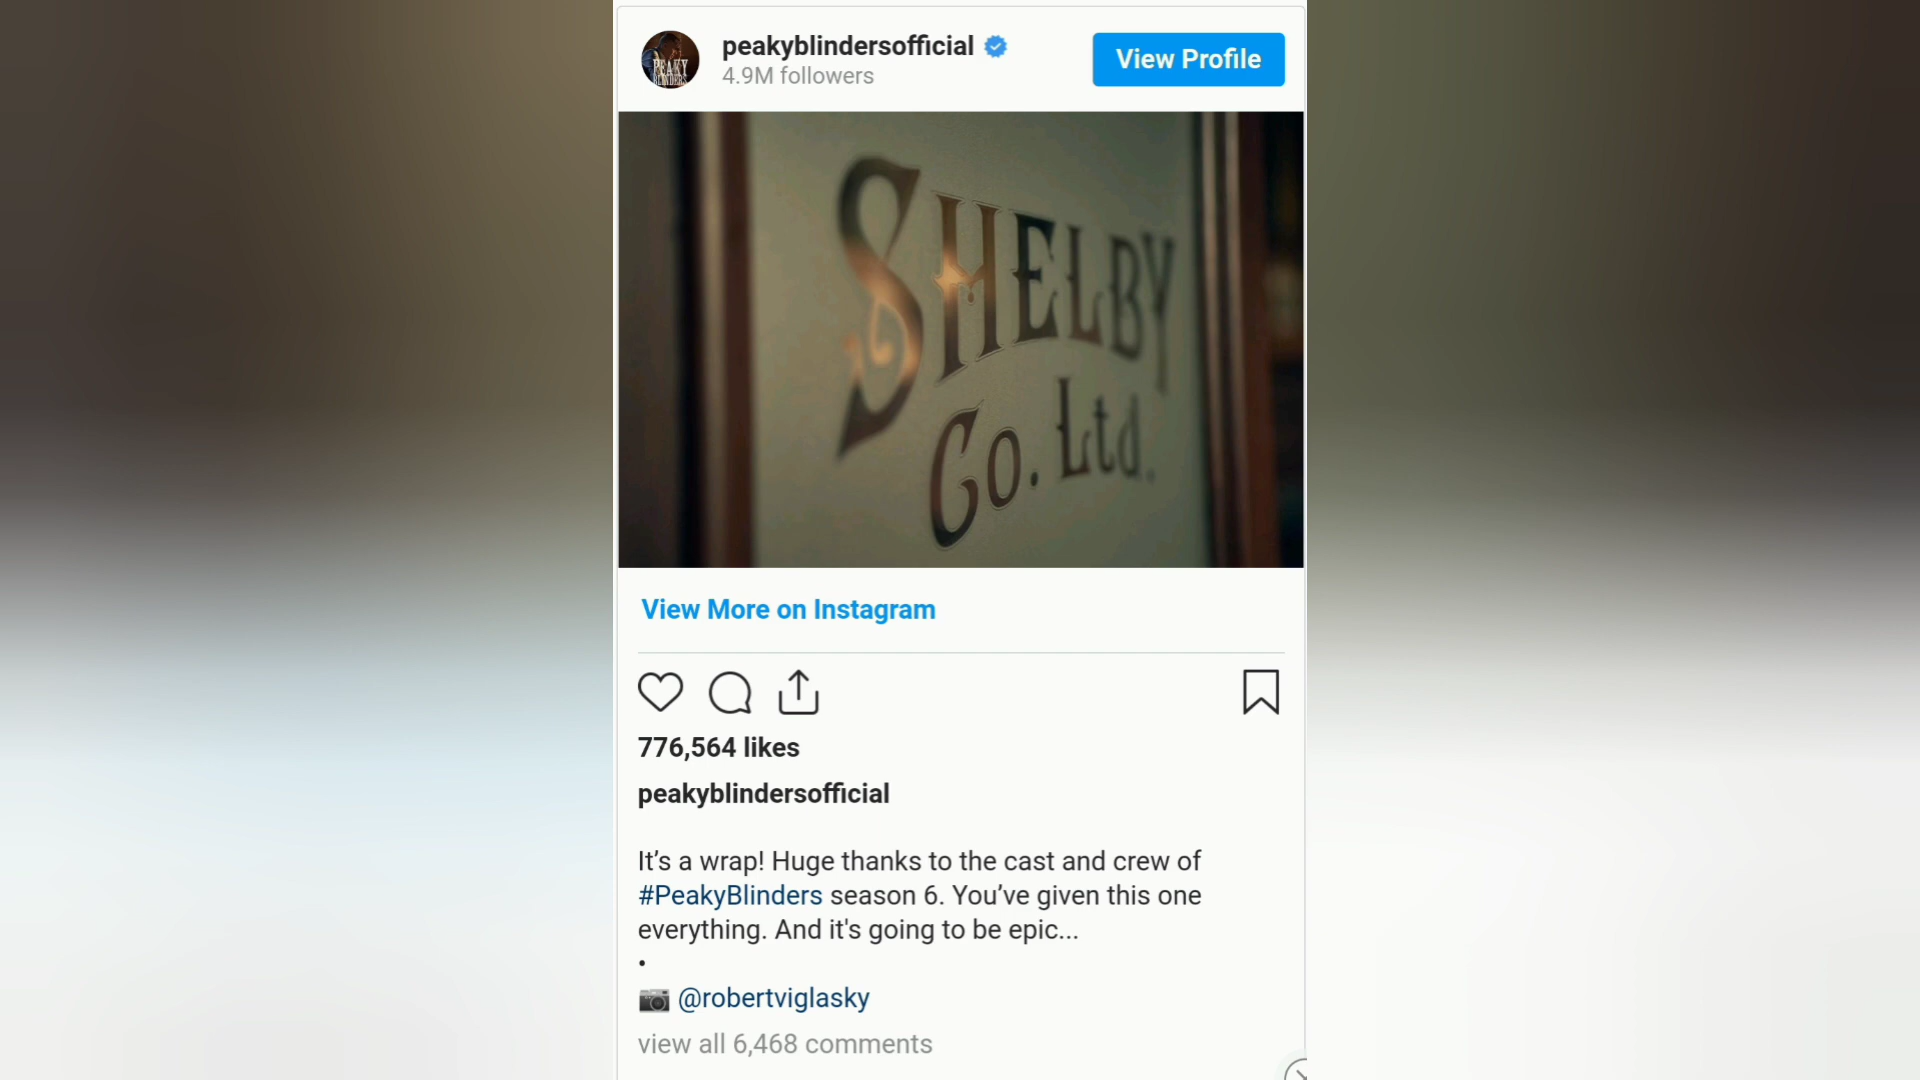 peakyblindersofficial
4.9M followers
View Profile
PEAKY
BLINDERS
SHELBY
Co. Ltd.
View More on Instagram
776,564 likes
peakyblindersofficial
It’s a wrap! Huge thanks to the cast and crew of
#PeakyBlinders season 6. You’ve given this one
everything. And it's going to be epic...
•
@robertviglasky
view all 6,468 comments